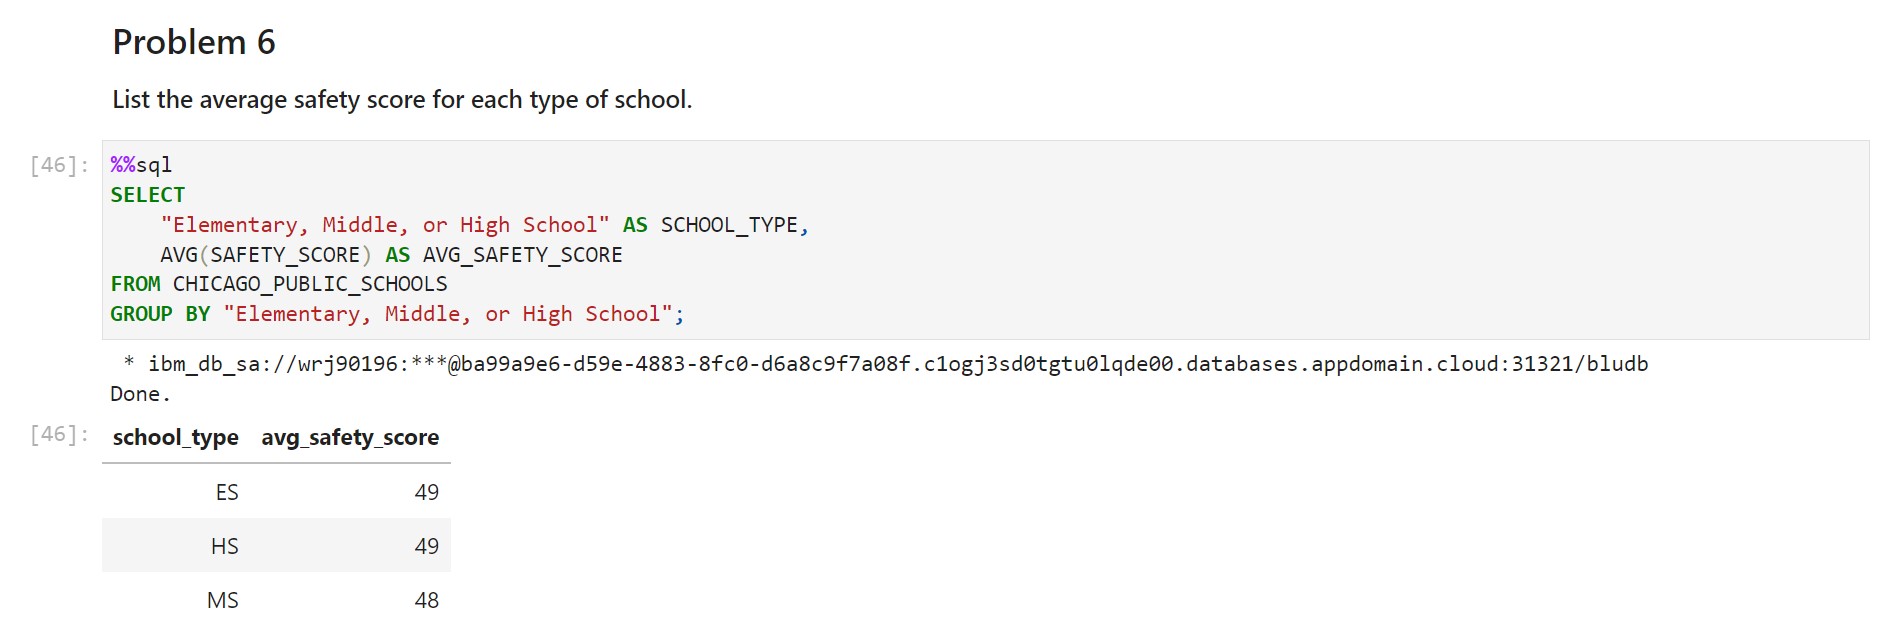 Problem 6
List the average safety score for each type of school.
[46]:
%%sql
SELECT
    "Elementary, Middle, or High School" AS SCHOOL_TYPE,
    AVG(SAFETY_SCORE) AS AVG_SAFETY_SCORE
FROM CHICAGO_PUBLIC_SCHOOLS
GROUP BY "Elementary, Middle, or High School";
* ibm_db_sa://wrj90196:***@ba99a9e6-d59e-4883-8fc0-d6a8c9f7a08f.c1ogj3sd0tgtu0lqde00.databases.appdomain.cloud:31321/bludb
Done.
[46]:
school_type avg_safety_score
ES 49
HS 49
MS 48